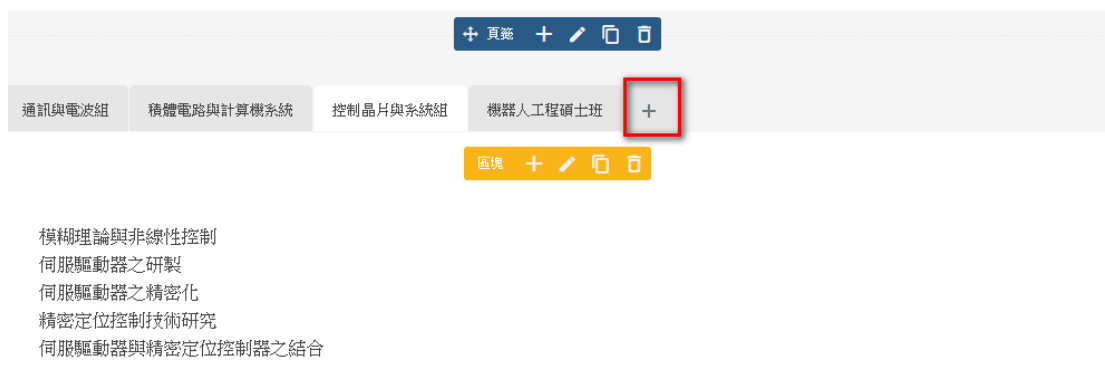 頁籤
通訊與電波組 積體電路與計算機系統 控制晶片與系統組 機器人工程碩士班 +
區塊
模糊理論與非線性控制
伺服驅動器之研製
伺服驅動器之精密化
精密定位控制技術研究
伺服驅動器與精密定位控制器之結合